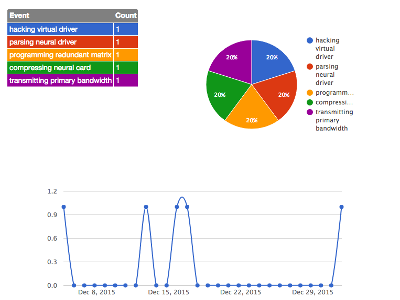 Event Count
hacking virtual driver 1
parsing neural driver 1
programming redundant matrix 1
compressing neural card 1
transmitting primary bandwidth 1
20%
20%
20%
20%
20%
hacking
virtual
driver
parsing
neural
driver
programm...
compressi...
transmitting
primary
bandwidth
1.2
0.9
0.6
0.3
0.0
Dec 8, 2015 Dec 15, 2015 Dec 22, 2015 Dec 29, 2015